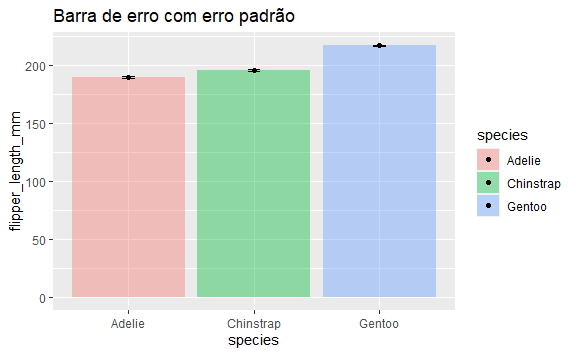 Barra de erro com erro padrão
flipper_length_mm
200
150
100
50
0
Adelie
Chinstrap
Gentoo
species
species
Adelie
Chinstrap
Gentoo